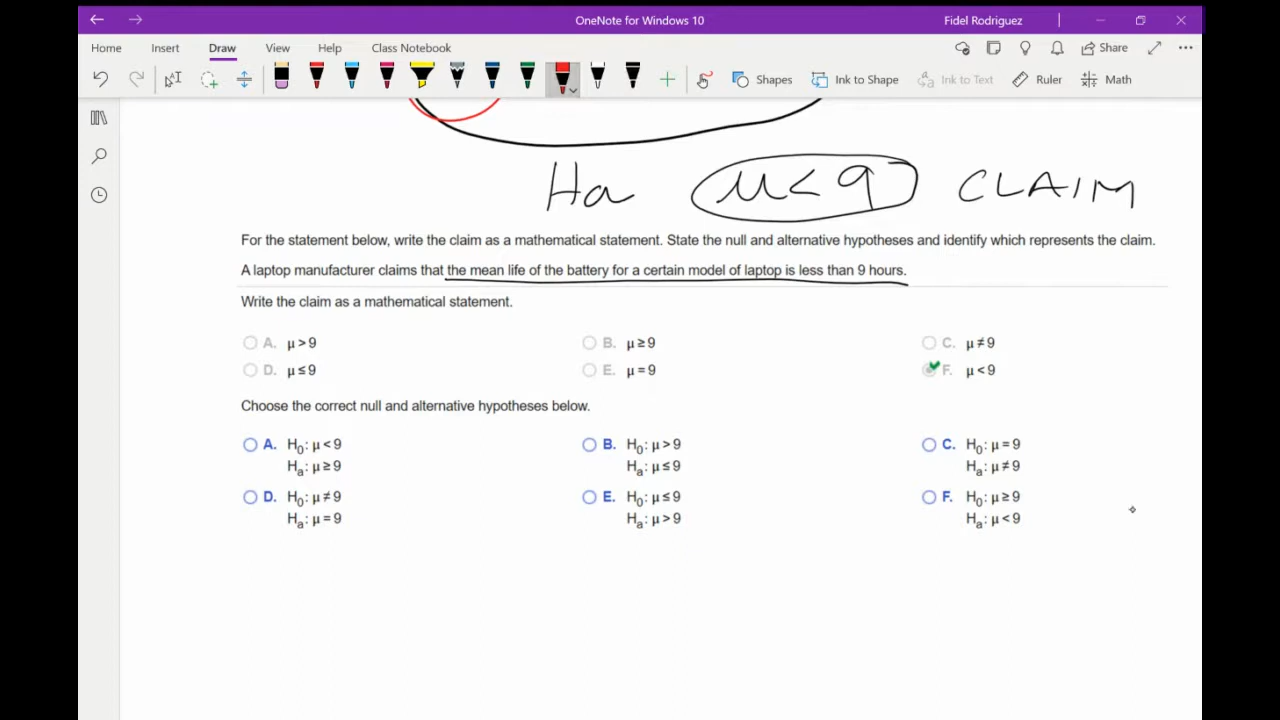 OneNote for Windows 10 Fidel Rodriguez
Home Insert Draw View Help Class Notebook Share
Shapes Ink to Shape Ink to Text Ruler Math
Ha μ<9 CLAIM
For the statement below, write the claim as a mathematical statement. State the null and alternative hypotheses and identify which represents the claim.
A laptop manufacturer claims that the mean life of the battery for a certain model of laptop is less than 9 hours.
Write the claim as a mathematical statement.
A. μ > 9 B. μ ≥ 9 C. μ ≠ 9
D. μ ≤ 9 E. μ = 9 F. μ < 9
Choose the correct null and alternative hypotheses below.
A. H0: μ < 9 B. H0: μ > 9 C. H0: μ = 9
Ha: μ ≥ 9 Ha: μ ≤ 9 Ha: μ ≠ 9
D. H0: μ ≠ 9 E. H0: μ ≤ 9 F. H0: μ ≥ 9
Ha: μ = 9 Ha: μ > 9 Ha: μ < 9